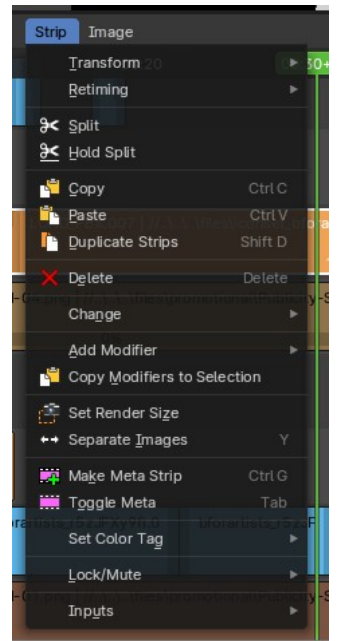 Strip Image
Transform
Retiming
Split
Hold Split
Copy Ctrl C
Paste Ctrl V
Duplicate Strips Shift D
Delete Delete
Change
Add Modifier
Copy Modifiers to Selection
Set Render Size
Separate Images Y
Make Meta Strip Ctrl G
Toggle Meta Tab
Set Color Tag
Lock/Mute
Inputs